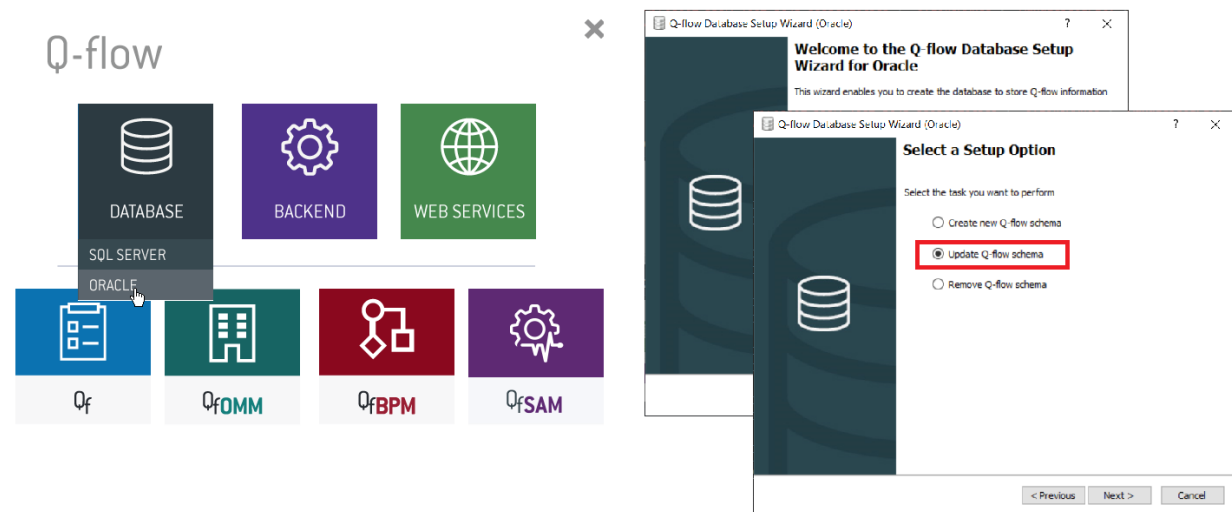 Q-flow
DATABASE
BACKEND
WEB SERVICES
SQL SERVER
ORACLE
Qf
QfOMM
QfBPM
QfSAM
Q-flow Database Setup Wizard (Oracle)
Welcome to the Q-flow Database Setup
Wizard for Oracle
This wizard enables you to create the database to store Q-flow information
Q-flow Database Setup Wizard (Oracle)
Select a Setup Option
Select the task you want to perform
Create new Q-flow schema
Update Q-flow schema
Remove Q-flow schema
< Previous
Next >
Cancel